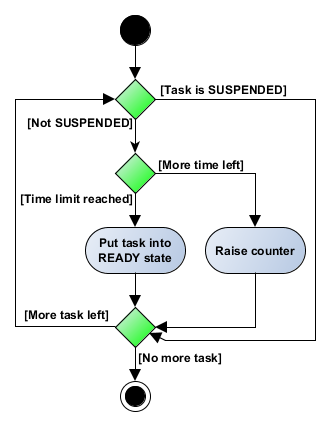 [Task is SUSPENDED]
[Not SUSPENDED]
[More time left]
[Time limit reached]
Put task into
READY state
Raise counter
[More task left]
[No more task]